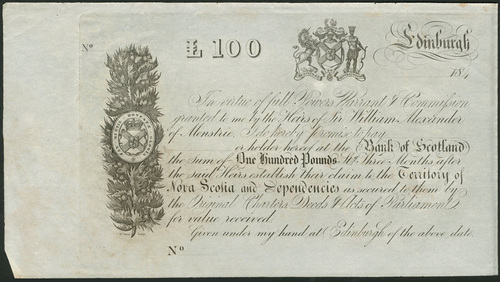 Nº £ 100 Edinburgh
184
In virtue of full Powers Warrant & Commission
granted to me by the Heirs of Sir William Alexander
of Menstrie, I do hereby Promise to pay
or holder hereof at the (Bank of Scotland)
the Sum of One Hundred Pounds Stg. Three Months after
the said Heirs establish their claim to the Territory of
Nova Scotia and Dependencies as secured to them by
the Original Charters Deeds & Acts of Parliament
for value received
Given under my hand at Edinburgh of the above date.
Nº